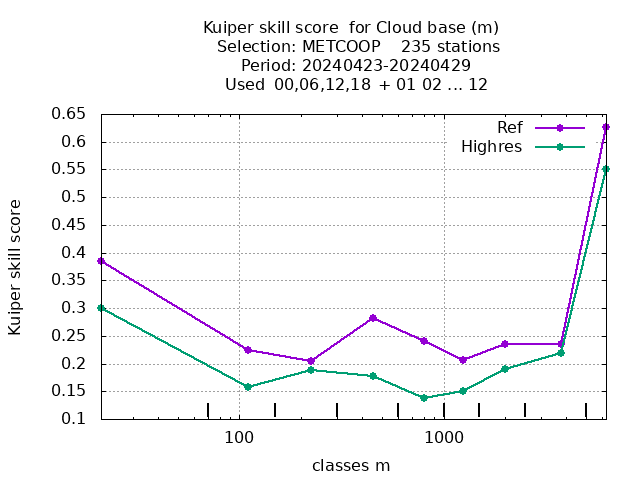 Kuiper skill score  for Cloud base (m)
Selection: METCOOP    235 stations
Period: 20240423-20240429
Used  00,06,12,18 + 01 02 ... 12
Ref
Highres
0.65
0.6
0.55
0.5
0.45
0.4
0.35
0.3
0.25
0.2
0.15
0.1
Kuiper skill score
100
1000
classes m